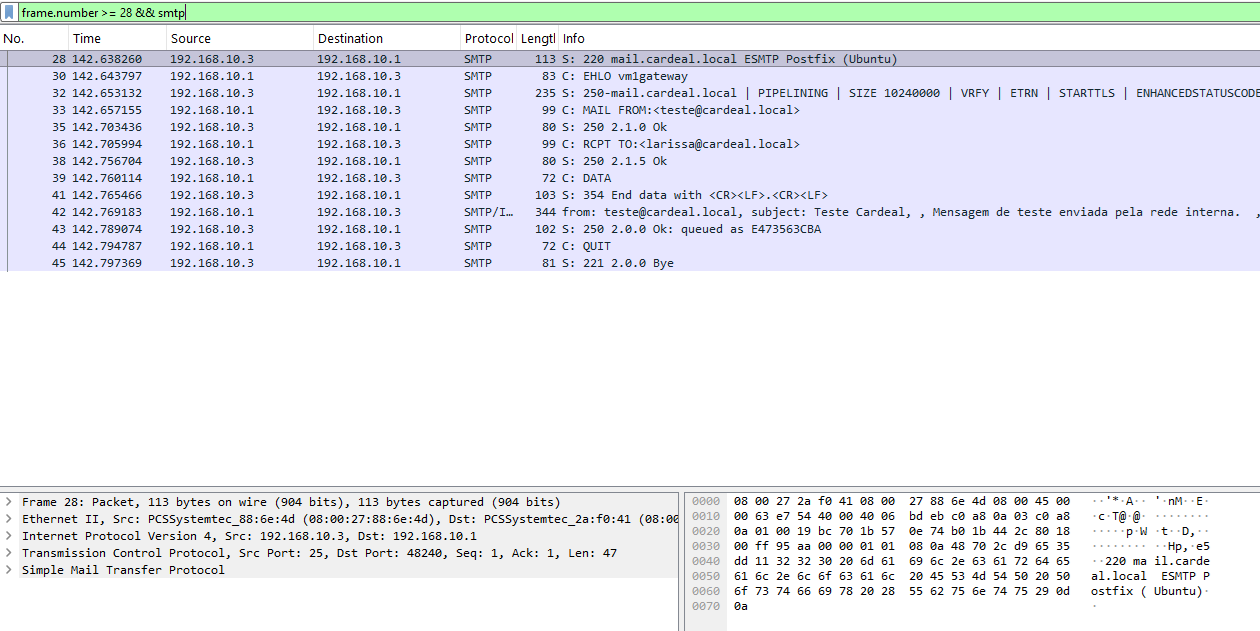 frame.number >= 28 && smtp
No. Time Source Destination Protocol Lengtl Info
28 142.638260 192.168.10.3 192.168.10.1 SMTP 113 S: 220 mail.cardeal.local ESMTP Postfix (Ubuntu)
30 142.643797 192.168.10.1 192.168.10.3 SMTP 83 C: EHLO vm1gateway
32 142.653132 192.168.10.3 192.168.10.1 SMTP 235 S: 250-mail.cardeal.local | PIPELINING | SIZE 10240000 | VRFY | ETRN | STARTTLS | ENHANCEDSTATUSCODE
33 142.657155 192.168.10.1 192.168.10.3 SMTP 99 C: MAIL FROM:<teste@cardeal.local>
35 142.703436 192.168.10.3 192.168.10.1 SMTP 80 S: 250 2.1.0 Ok
36 142.705994 192.168.10.1 192.168.10.3 SMTP 99 C: RCPT TO:<larissa@cardeal.local>
38 142.756704 192.168.10.3 192.168.10.1 SMTP 80 S: 250 2.1.5 Ok
39 142.760114 192.168.10.1 192.168.10.3 SMTP 72 C: DATA
41 142.765466 192.168.10.3 192.168.10.1 SMTP 103 S: 354 End data with <CR><LF>.<CR><LF>
42 142.769183 192.168.10.1 192.168.10.3 SMTP/I… 344 from: teste@cardeal.local, subject: Teste Cardeal, , Mensagem de teste enviada pela rede interna. ,
43 142.789074 192.168.10.3 192.168.10.1 SMTP 102 S: 250 2.0.0 Ok: queued as E473563CBA
44 142.794787 192.168.10.1 192.168.10.3 SMTP 72 C: QUIT
45 142.797369 192.168.10.3 192.168.10.1 SMTP 81 S: 221 2.0.0 Bye
Frame 28: Packet, 113 bytes on wire (904 bits), 113 bytes captured (904 bits)
Ethernet II, Src: PCSSystemtec_88:6e:4d (08:00:27:88:6e:4d), Dst: PCSSystemtec_2a:f0:41 (08:00
Internet Protocol Version 4, Src: 192.168.10.3, Dst: 192.168.10.1
Transmission Control Protocol, Src Port: 25, Dst Port: 48240, Seq: 1, Ack: 1, Len: 47
Simple Mail Transfer Protocol
0000 08 00 27 2a f0 41 08 00 27 88 6e 4d 08 00 45 00 ··'*·A·· '·nM··E·
0010 00 63 e7 54 40 00 40 06 bd eb c0 a8 0a 03 c0 a8 ·c·T@·@· ········
0020 0a 01 00 19 bc 70 1b 57 0e 74 b0 1b 44 2c 80 18 ·····p·W ·t··D,··
0030 00 ff 95 aa 00 00 01 01 08 0a 48 70 2c d9 65 35 ········ ··Hp,·e5
0040 dd 11 32 32 30 20 6d 61 69 6c 2e 63 61 72 64 65 ··220 ma il.carde
0050 61 6c 2e 6c 6f 63 61 6c 20 45 53 4d 54 50 20 50 al.local ESMTP P
0060 6f 73 74 66 69 78 20 28 55 62 75 6e 74 75 29 0d ostfix ( Ubuntu)·
0070 0a ·